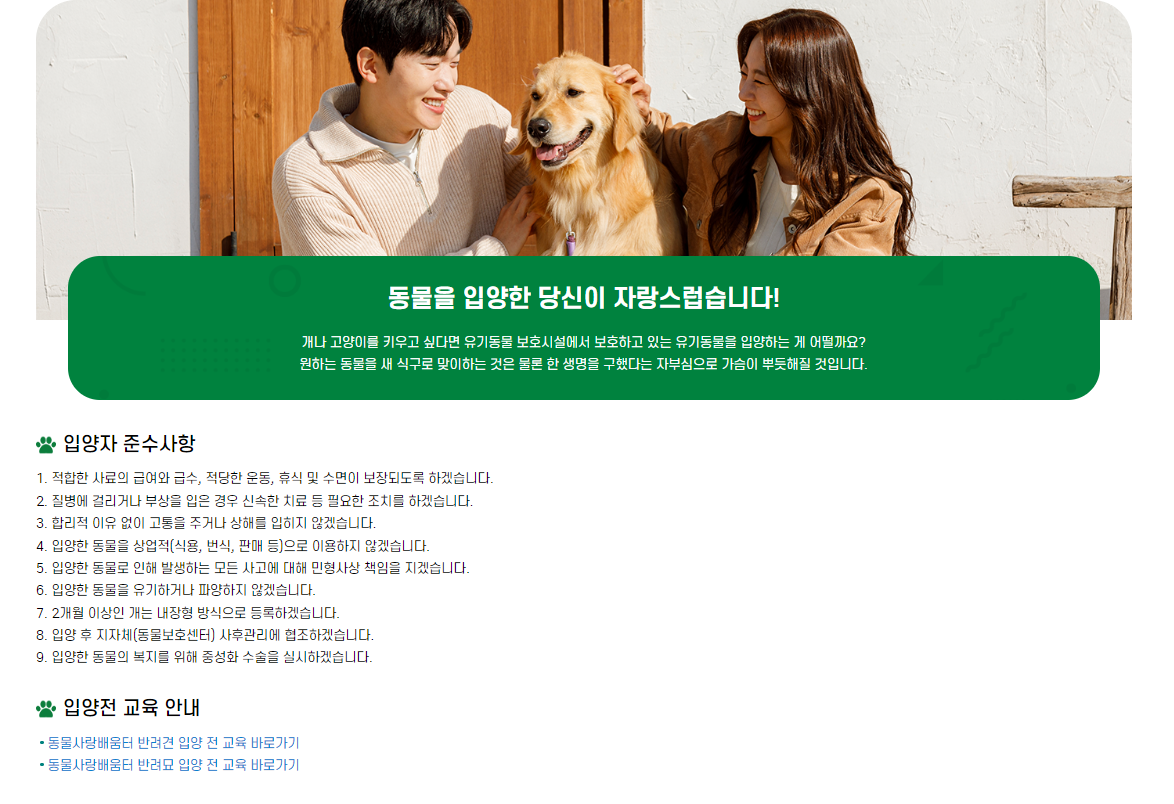 동물을 입양한 당신이 자랑스럽습니다!
개나 고양이를 키우고 싶다면 유기동물 보호시설에서 보호하고 있는 유기동물을 입양하는 게 어떨까요?
원하는 동물을 새 식구로 맞이하는 것은 물론 한 생명을 구했다는 자부심으로 가슴이 뿌듯해질 것입니다.
입양자 준수사항
1. 적합한 사료의 급여와 급수, 적당한 운동, 휴식 및 수면이 보장되도록 하겠습니다.
2. 질병에 걸리거나 부상을 입은 경우 신속한 치료 등 필요한 조치를 하겠습니다.
3. 합리적 이유 없이 고통을 주거나 상해를 입히지 않겠습니다.
4. 입양한 동물을 상업적(식용, 번식, 판매 등)으로 이용하지 않겠습니다.
5. 입양한 동물로 인해 발생하는 모든 사고에 대해 민형사상 책임을 지겠습니다.
6. 입양한 동물을 유기하거나 파양하지 않겠습니다.
7. 2개월 이상인 개는 내장형 방식으로 등록하겠습니다.
8. 입양 후 지자체(동물보호센터) 사후관리에 협조하겠습니다.
9. 입양한 동물의 복지를 위해 중성화 수술을 실시하겠습니다.
입양전 교육 안내
• 동물사랑배움터 반려견 입양 전 교육 바로가기
• 동물사랑배움터 반려묘 입양 전 교육 바로가기